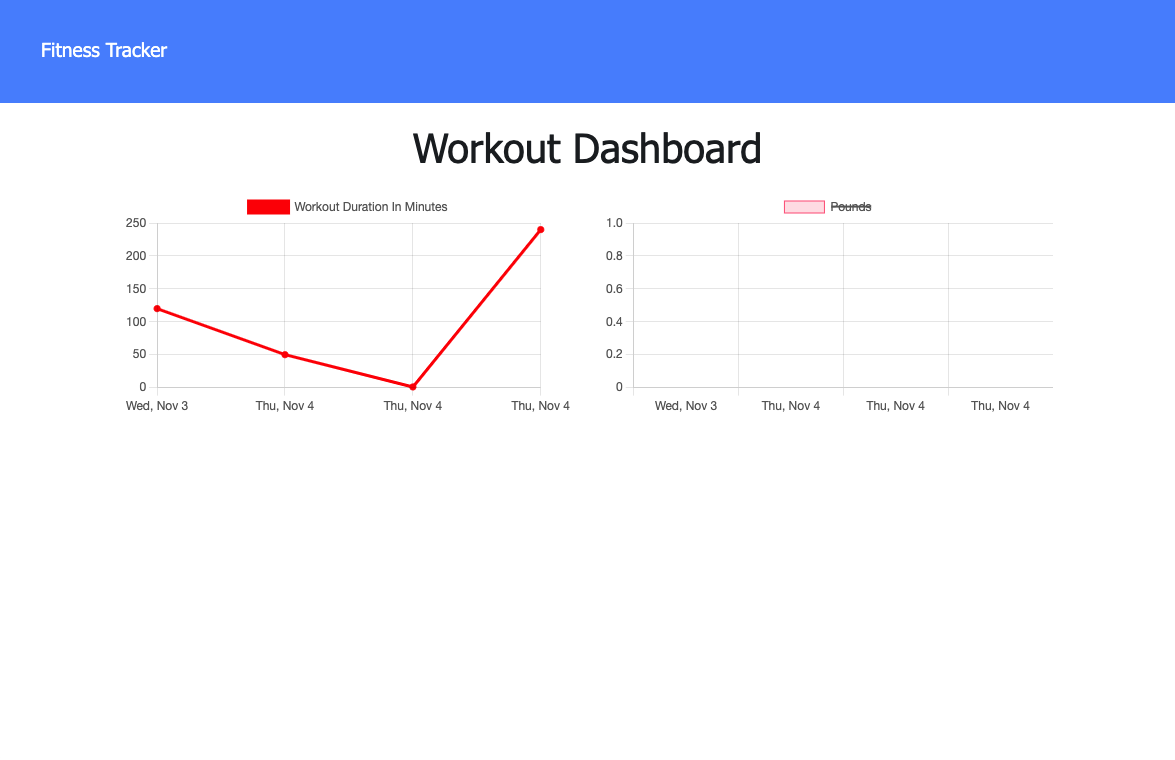 Fitness Tracker
Workout Dashboard
Workout Duration In Minutes
250
200
150
100
50
0
Wed, Nov 3 Thu, Nov 4 Thu, Nov 4 Thu, Nov 4
Pounds
1.0
0.8
0.6
0.4
0.2
0
Wed, Nov 3 Thu, Nov 4 Thu, Nov 4 Thu, Nov 4